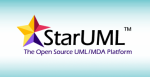 StarUML™
The Open Source UML/MDA Platform